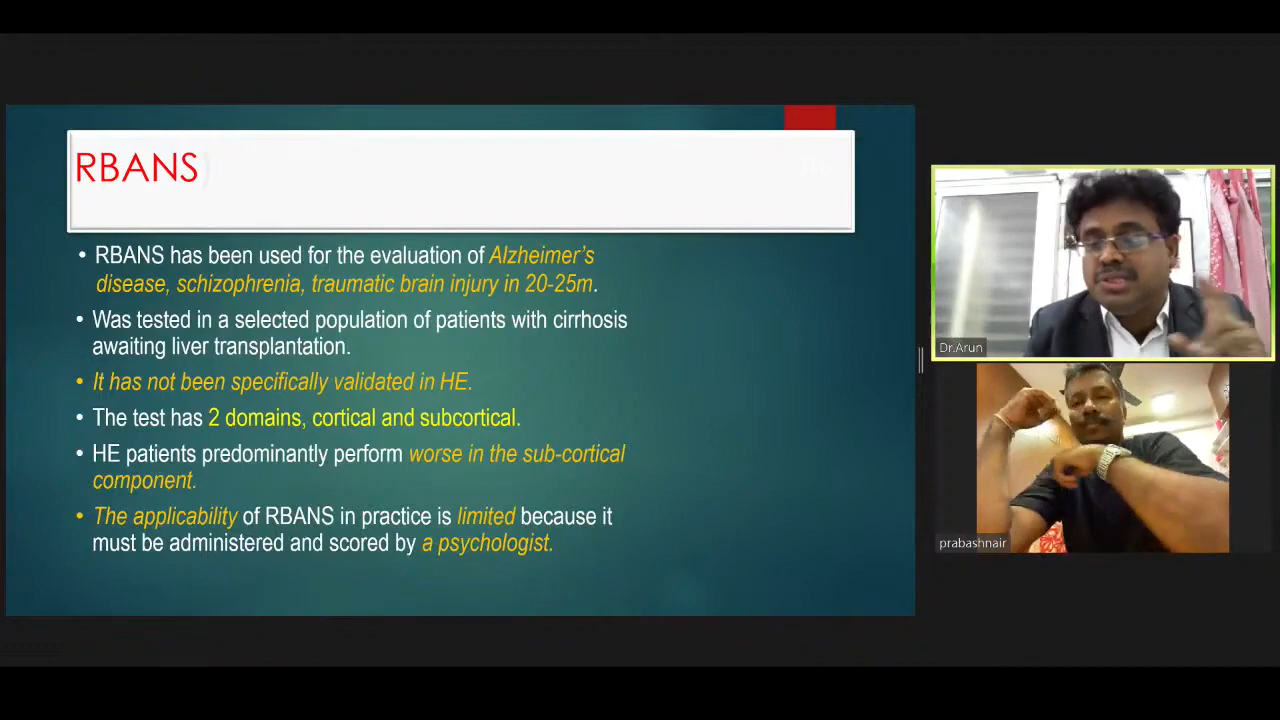 RBANS
• RBANS has been used for the evaluation of Alzheimer's
disease, schizophrenia, traumatic brain injury in 20-25m.
• Was tested in a selected population of patients with cirrhosis
awaiting liver transplantation.
• It has not been specifically validated in HE.
• The test has 2 domains, cortical and subcortical.
• HE patients predominantly perform worse in the sub-cortical
component.
• The applicability of RBANS in practice is limited because it
must be administered and scored by a psychologist.
Dr.Arun
prabashnair